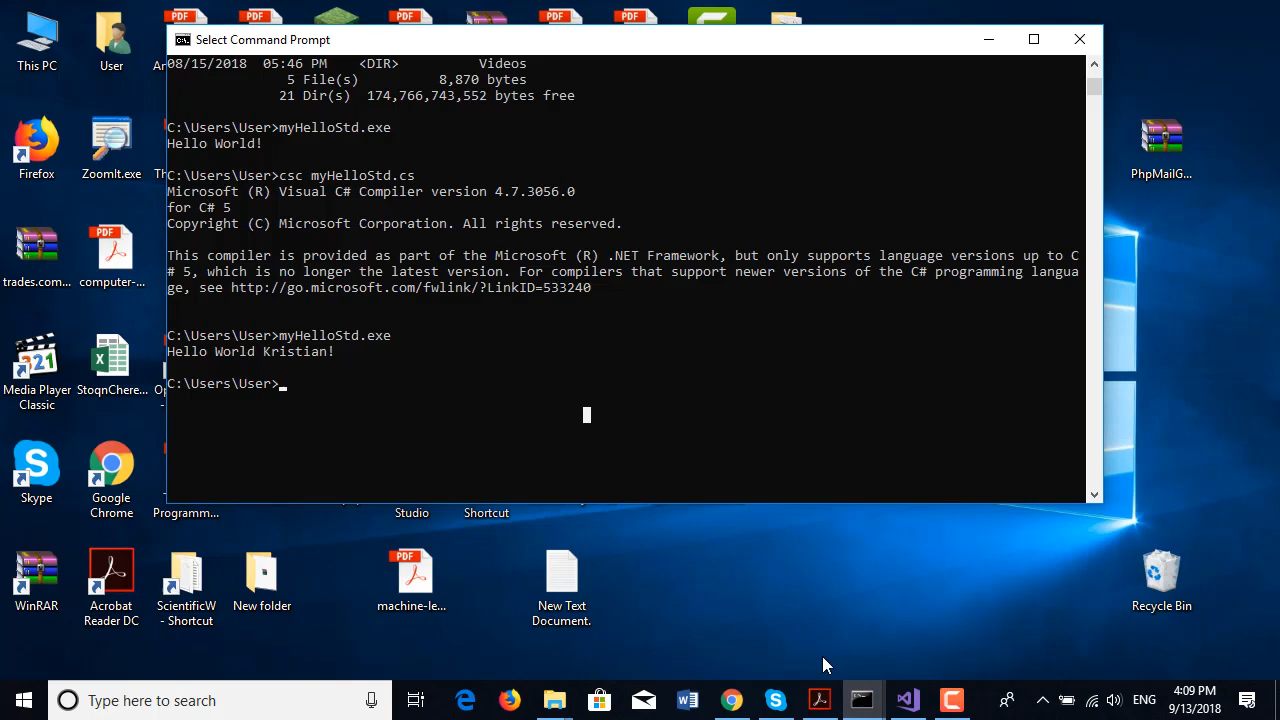 Select Command Prompt
08/15/2018  05:46 PM    <DIR>          Videos
5 File(s)          8,870 bytes
21 Dir(s)  174,766,743,552 bytes free
C:\Users\User>myHelloStd.exe
Hello World!
C:\Users\User>csc myHelloStd.cs
Microsoft (R) Visual C# Compiler version 4.7.3056.0
for C# 5
Copyright (C) Microsoft Corporation. All rights reserved.
This compiler is provided as part of the Microsoft (R) .NET Framework, but only supports language versions up to C
# 5, which is no longer the latest version. For compilers that support newer versions of the C# programming langua
ge, see http://go.microsoft.com/fwlink/?LinkID=533240
C:\Users\User>myHelloStd.exe
Hello World Kristian!
C:\Users\User>
This PC
User
Firefox
ZoomIt.exe
trades.com...
computer-...
Media Player
Classic
StoqnChere...
Skype
Google
Chrome
Programm...
Studio
Shortcut
WinRAR
Acrobat
Reader DC
ScientificW
- Shortcut
New folder
PDF
machine-le...
New Text
Document.
PhpMailG...
Recycle Bin
Type here to search
ENG
4:09 PM
9/13/2018